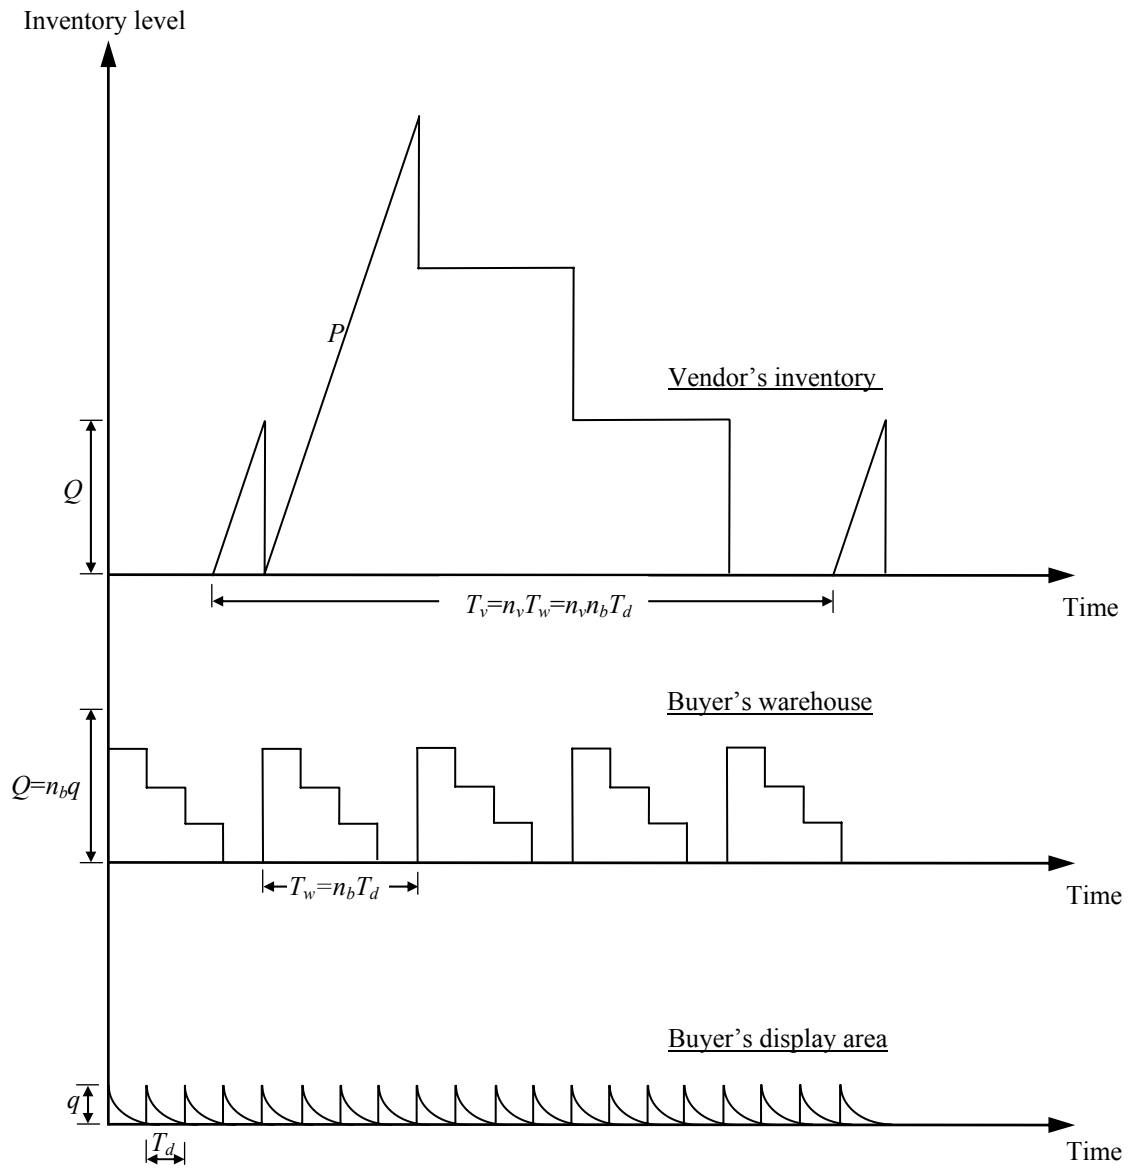 Inventory level
P
Vendor’s inventory
Q
T_v=n_vT_w=n_vn_bT_d
Time
Buyer’s warehouse
Q=n_bq
T_w=n_bT_d
Time
Buyer’s display area
q
T_d
Time